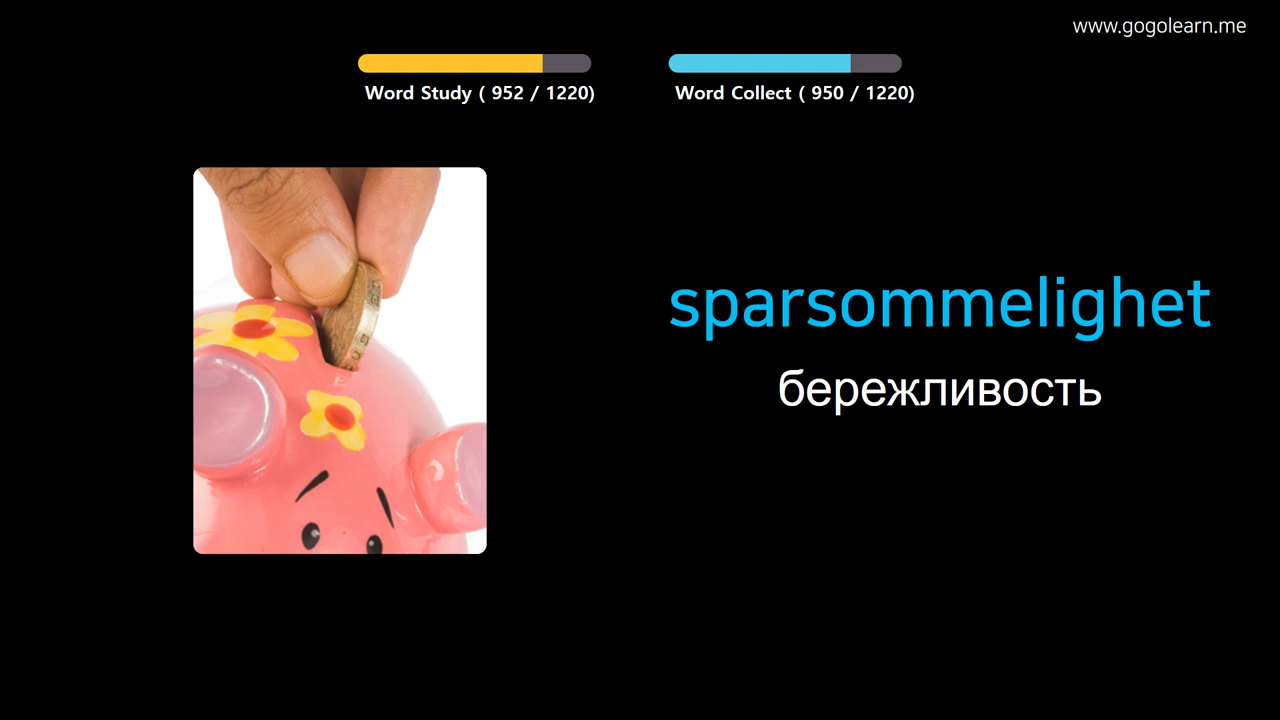 www.gogolearn.me
Word Study ( 952 / 1220)
Word Collect ( 950 / 1220)
sparsommelighet
бережливость